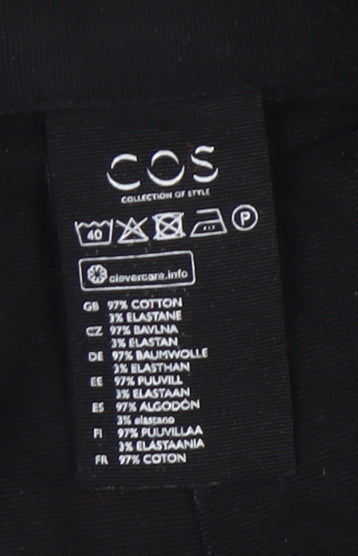 COS
COLLECTION OF STYLE
40 P
clevercare.info
GB 97% COTTON
3% ELASTANE
CZ 97% BAVLNA
3% ELASTAN
DE 97% BAUMWOLLE
3% ELASTHAN
EE 97% PUUVILL
3% ELASTAAN
ES 97% ALGODÓN
3% elastano
FI 97% PUUVILLAA
3% ELASTAANIA
FR 97% COTON